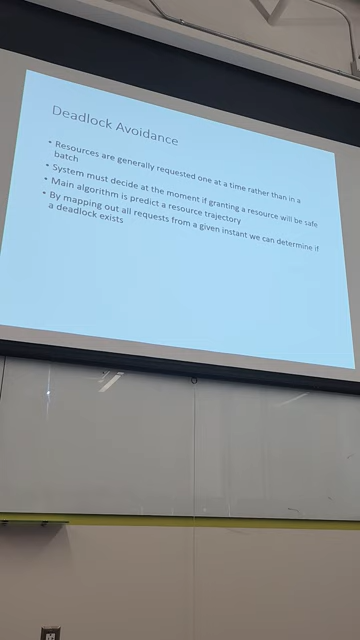 Deadlock Avoidance
• Resources are generally requested one at a time rather than in a
batch
• System must decide at the moment if granting a resource will be safe
• Main algorithm is predict a resource trajectory
• By mapping out all requests from a given instant we can determine if
a deadlock exists